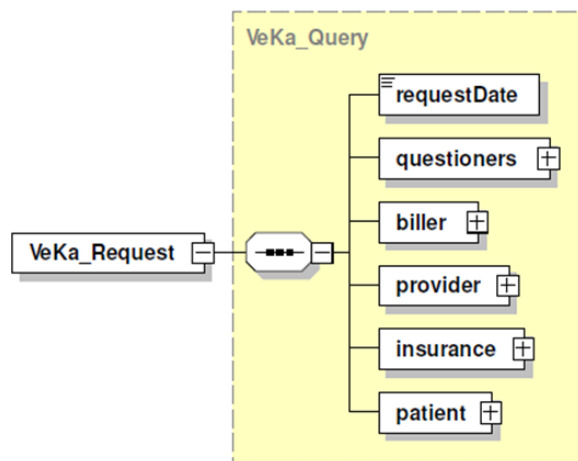 VeKa_Query
requestDate
questioners
biller
VeKa_Request
provider
insurance
patient